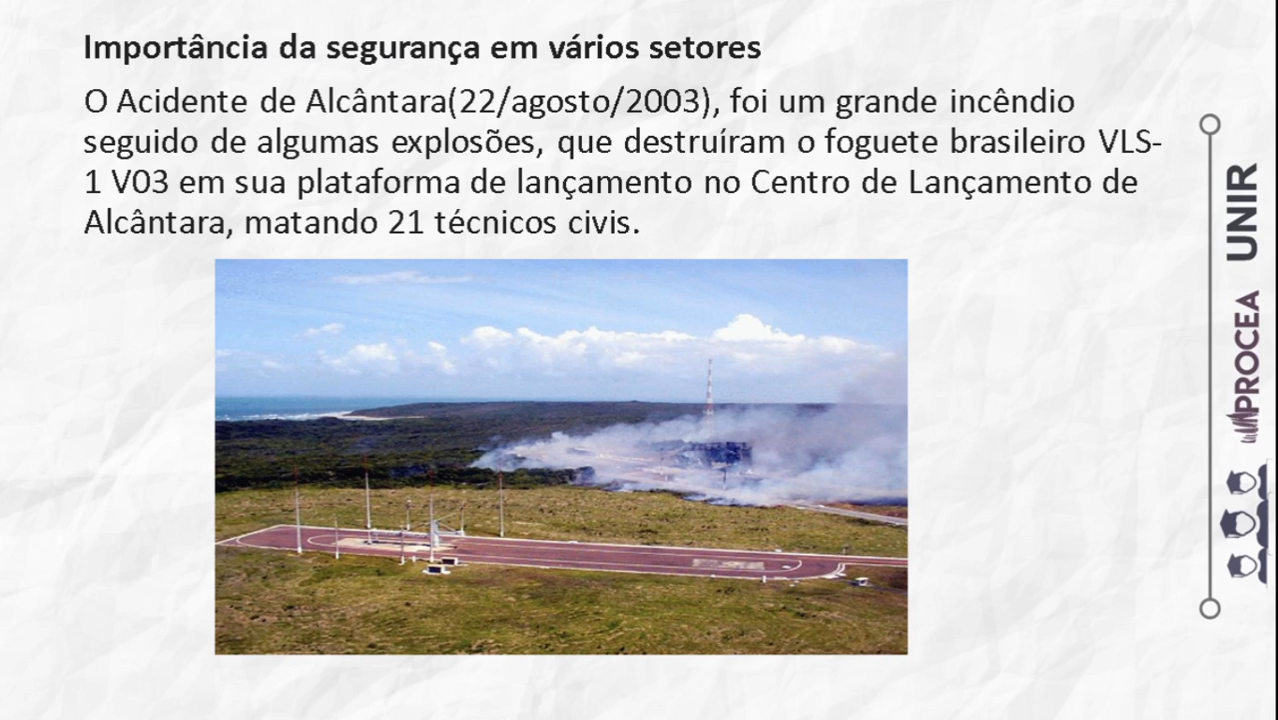 Importância da segurança em vários setores
O Acidente de Alcântara(22/agosto/2003), foi um grande incêndio
seguido de algumas explosões, que destruíram o foguete brasileiro VLS-
1 V03 em sua plataforma de lançamento no Centro de Lançamento de
Alcântara, matando 21 técnicos civis.
UNIR
PROCEA